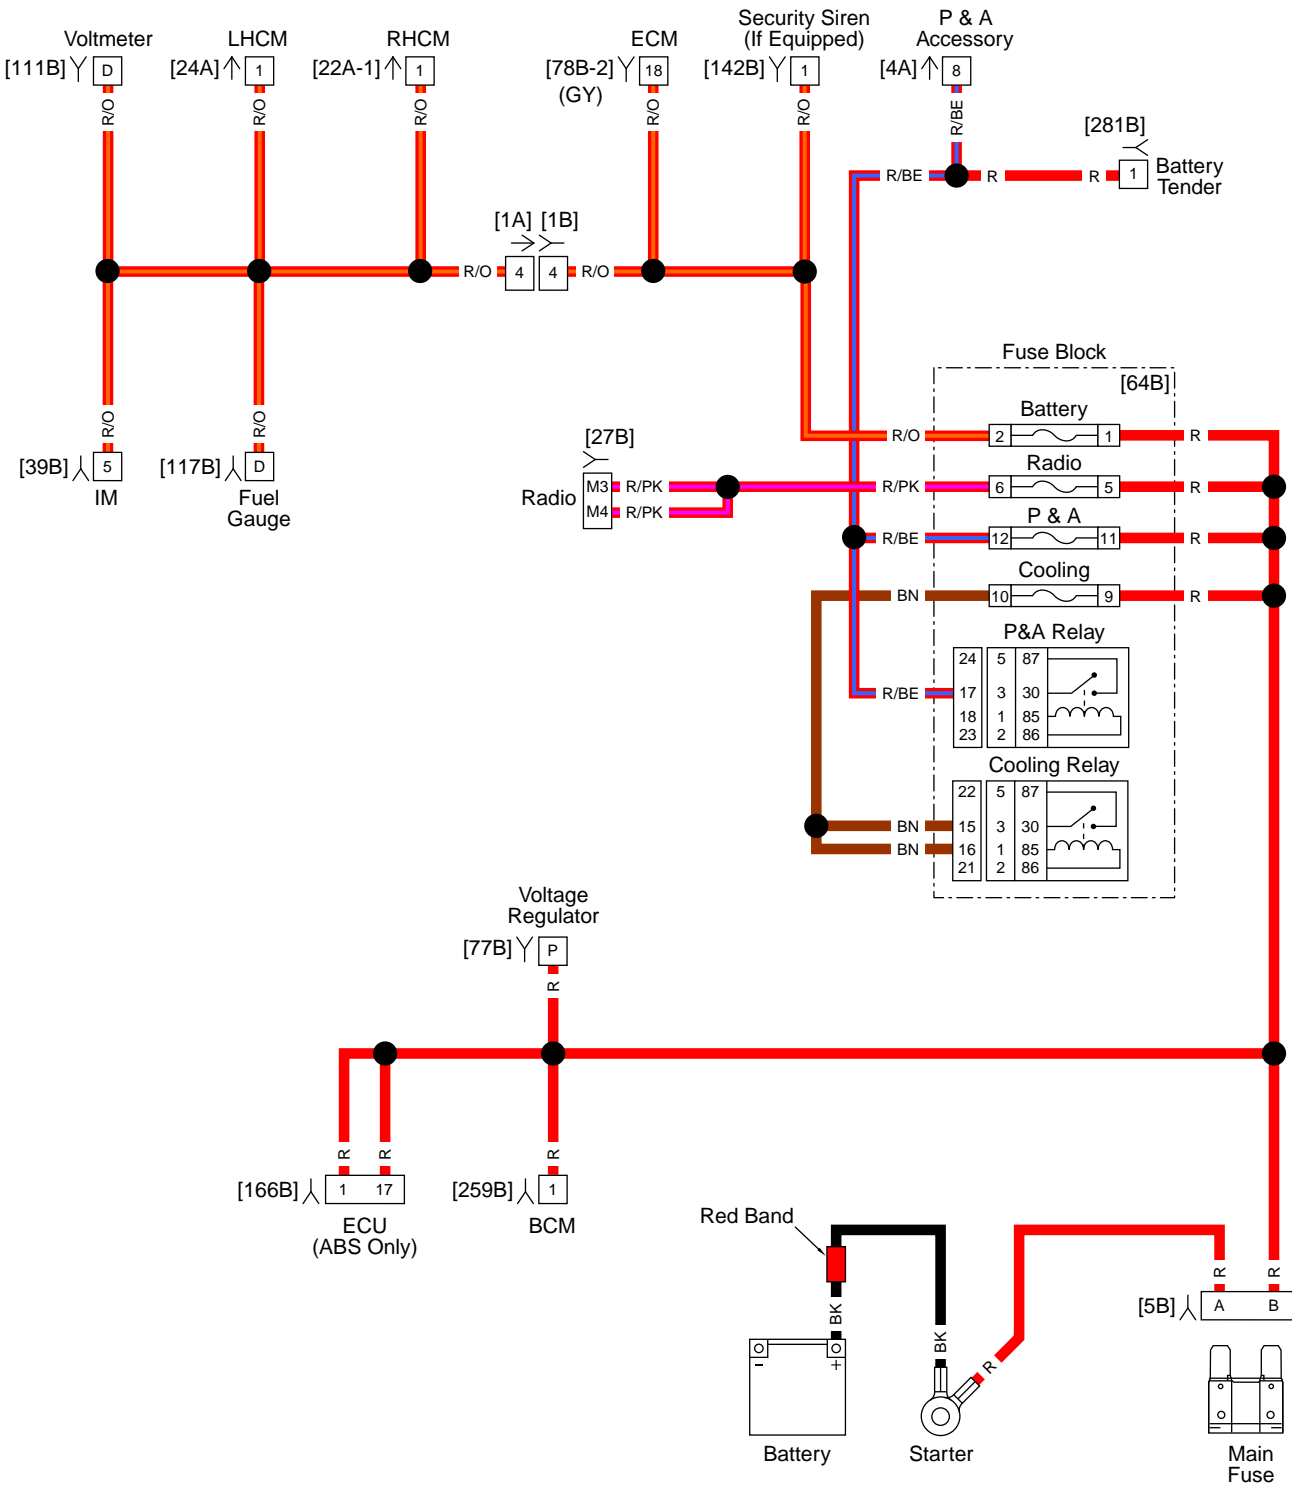 Voltmeter
[111B]
D
R/O
LHCM
[24A]
1
R/O
RHCM
[22A-1]
1
R/O
ECM
[78B-2]
(GY)
18
R/O
Security Siren
(If Equipped)
[142B]
1
R/O
P & A
Accessory
[4A]
8
R/BE
[281B]
R/BE
R
R
1
Battery
Tender
[1A]
[1B]
R/O
4
4
R/O
R/O
[39B]
5
IM
R/O
[117B]
D
Fuel
Gauge
Fuse Block
[64B]
Battery
R/O
2
1
R
[27B]
Radio
M3
R/PK
M4
R/PK
Radio
R/PK
6
5
R
P & A
R/BE
12
11
R
Cooling
BN
10
9
R
P&A Relay
24 5 87
R/BE
17 3 30
18 1 85
23 2 86
Cooling Relay
22 5 87
BN
15 3 30
BN
16 1 85
21 2 86
Voltage
Regulator
[77B]
P
R
R
R
R
[166B]
1
17
ECU
(ABS Only)
[259B]
1
BCM
Red Band
BK
BK
R
R
R
[5B]
A
B
-
+
Battery
Starter
Main
Fuse